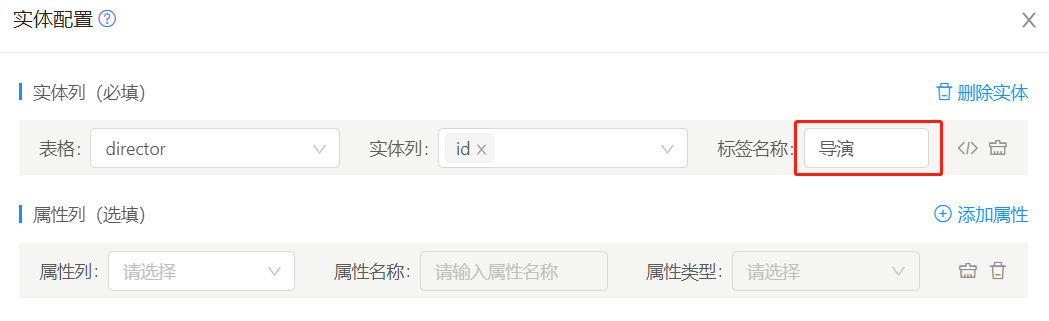 实体配置
实体列（必填） 删除实体
表格: director 实体列: id 标签名称: 导演
属性列（选填） 添加属性
属性列: 请选择 属性名称: 请输入属性名称 属性类型: 请选择